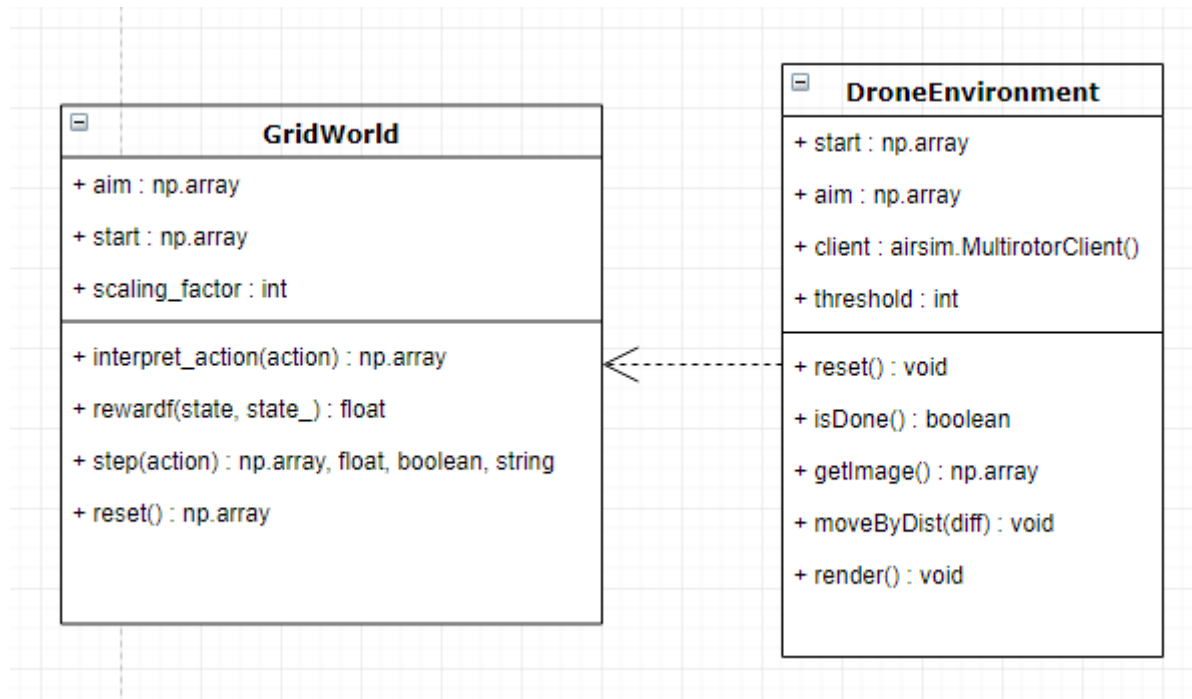 GridWorld
+ aim : np.array
+ start : np.array
+ scaling_factor : int
+ interpret_action(action) : np.array
+ rewardf(state, state_) : float
+ step(action) : np.array, float, boolean, string
+ reset() : np.array
DroneEnvironment
+ start : np.array
+ aim : np.array
+ client : airsim.MultirotorClient()
+ threshold : int
+ reset() : void
+ isDone() : boolean
+ getImage() : np.array
+ moveByDist(diff) : void
+ render() : void